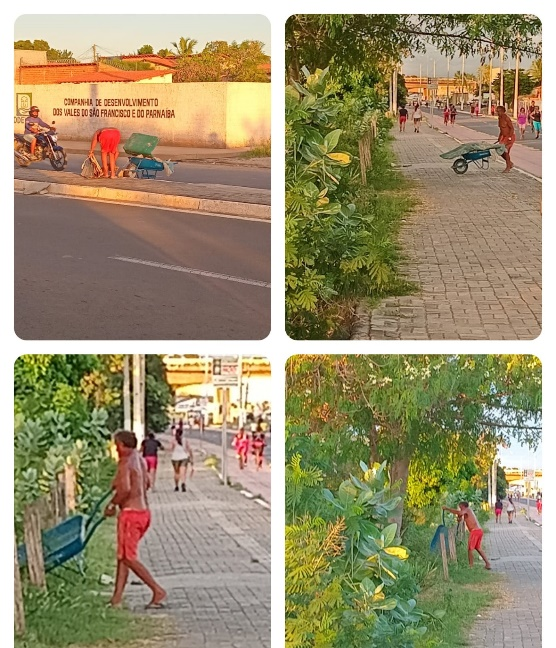 COMPANHIA DE DESENVOLVIMENTO
DOS VALES DO SÃO FRANCISCO E DO PARNAÍBA